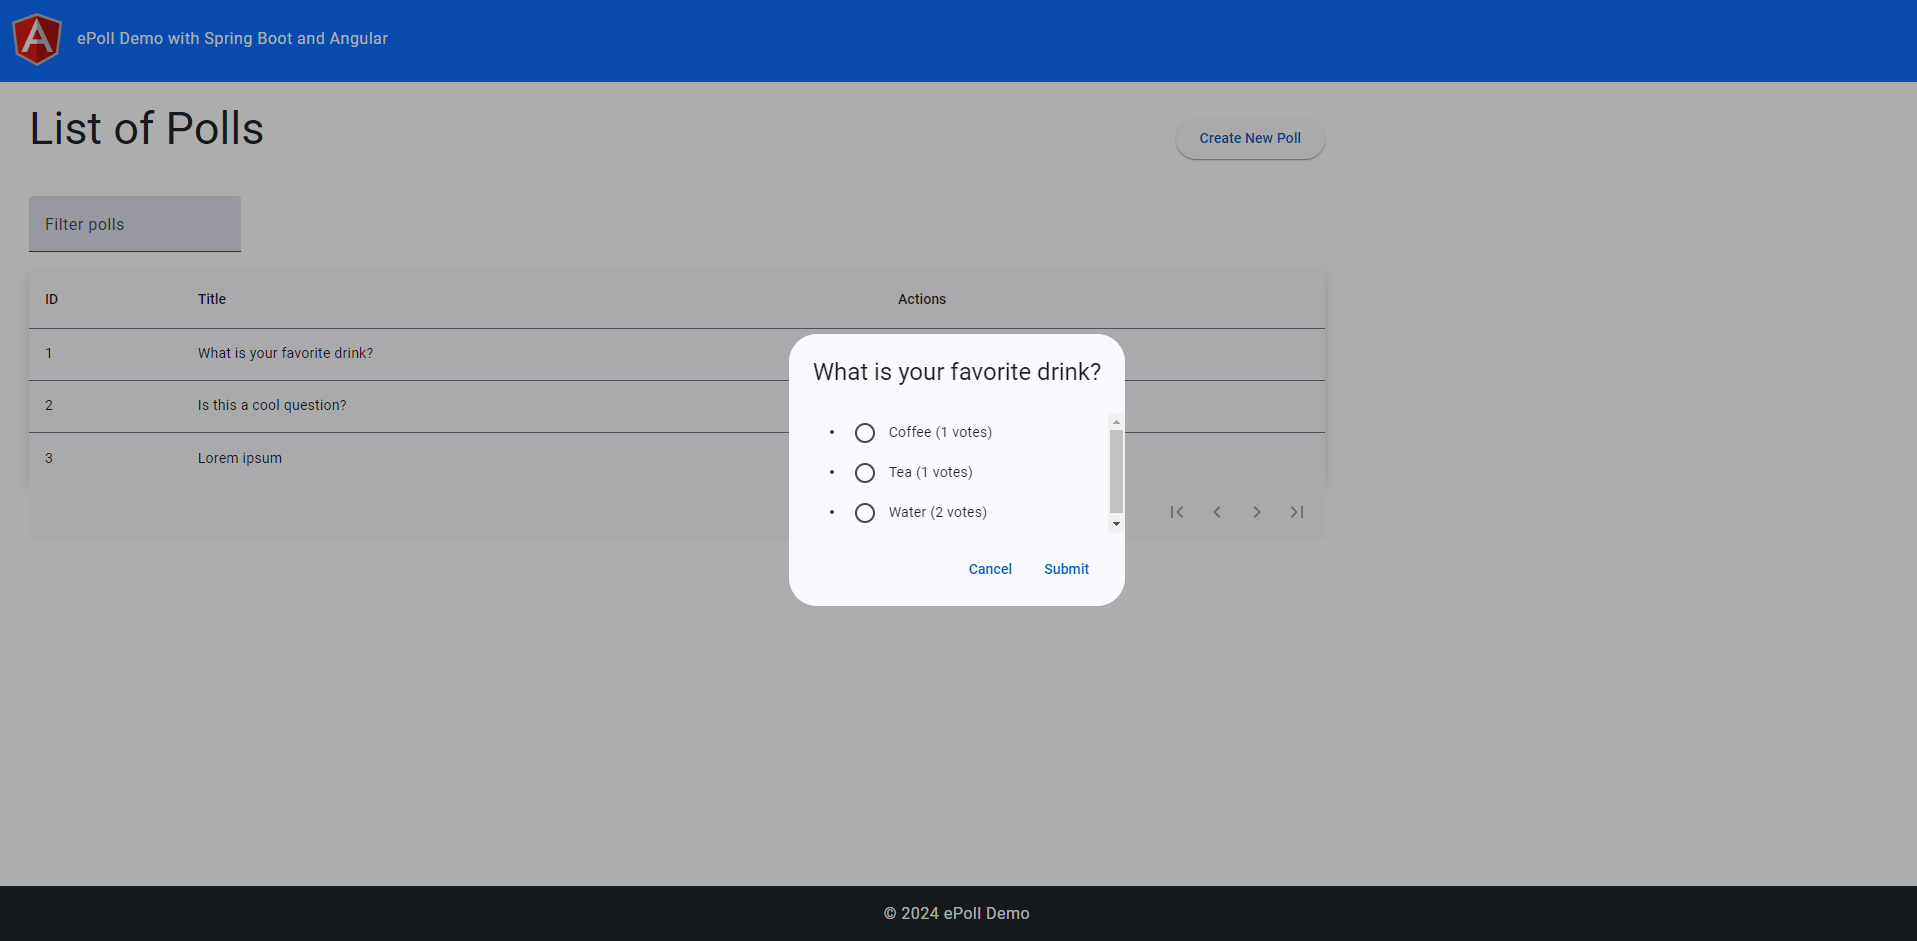 ePoll Demo with Spring Boot and Angular
List of Polls
Create New Poll
Filter polls
ID Title Actions
1 What is your favorite drink?
2 Is this a cool question?
3 Lorem ipsum
What is your favorite drink?
Coffee (1 votes)
Tea (1 votes)
Water (2 votes)
Cancel Submit
© 2024 ePoll Demo